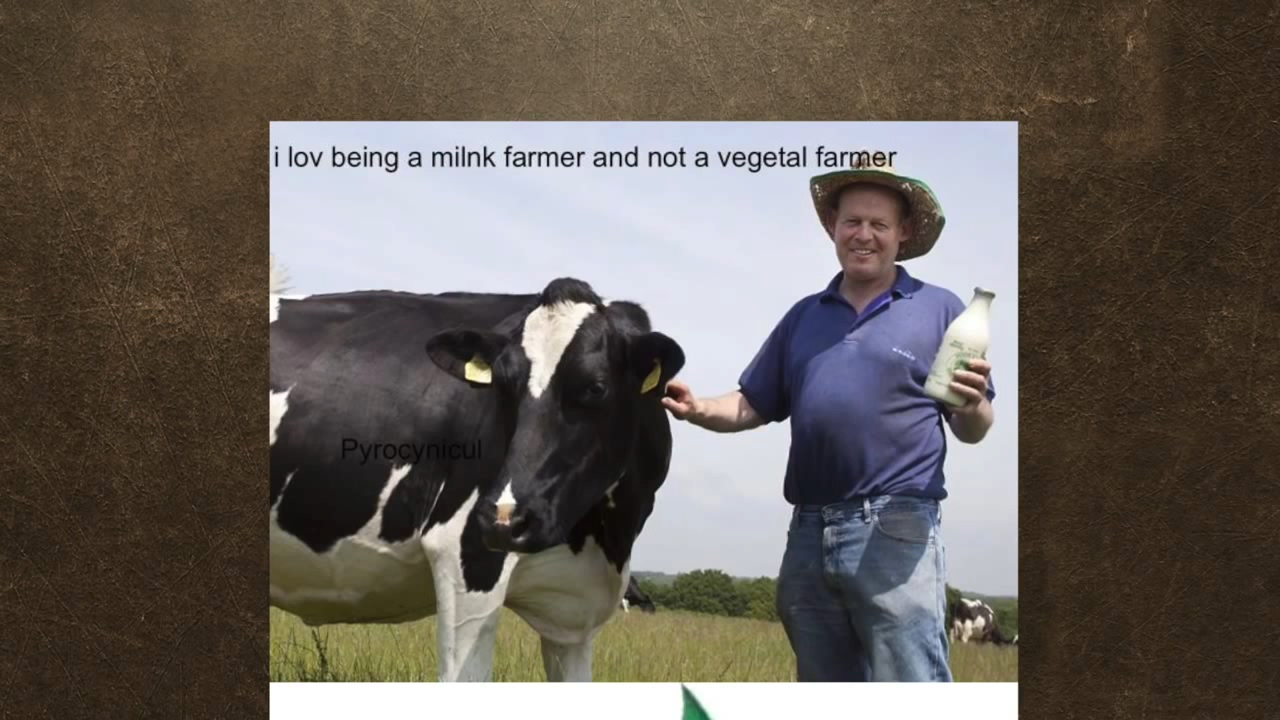 i lov being a milnk farmer and not a vegetal farmer
Pyrocynicul